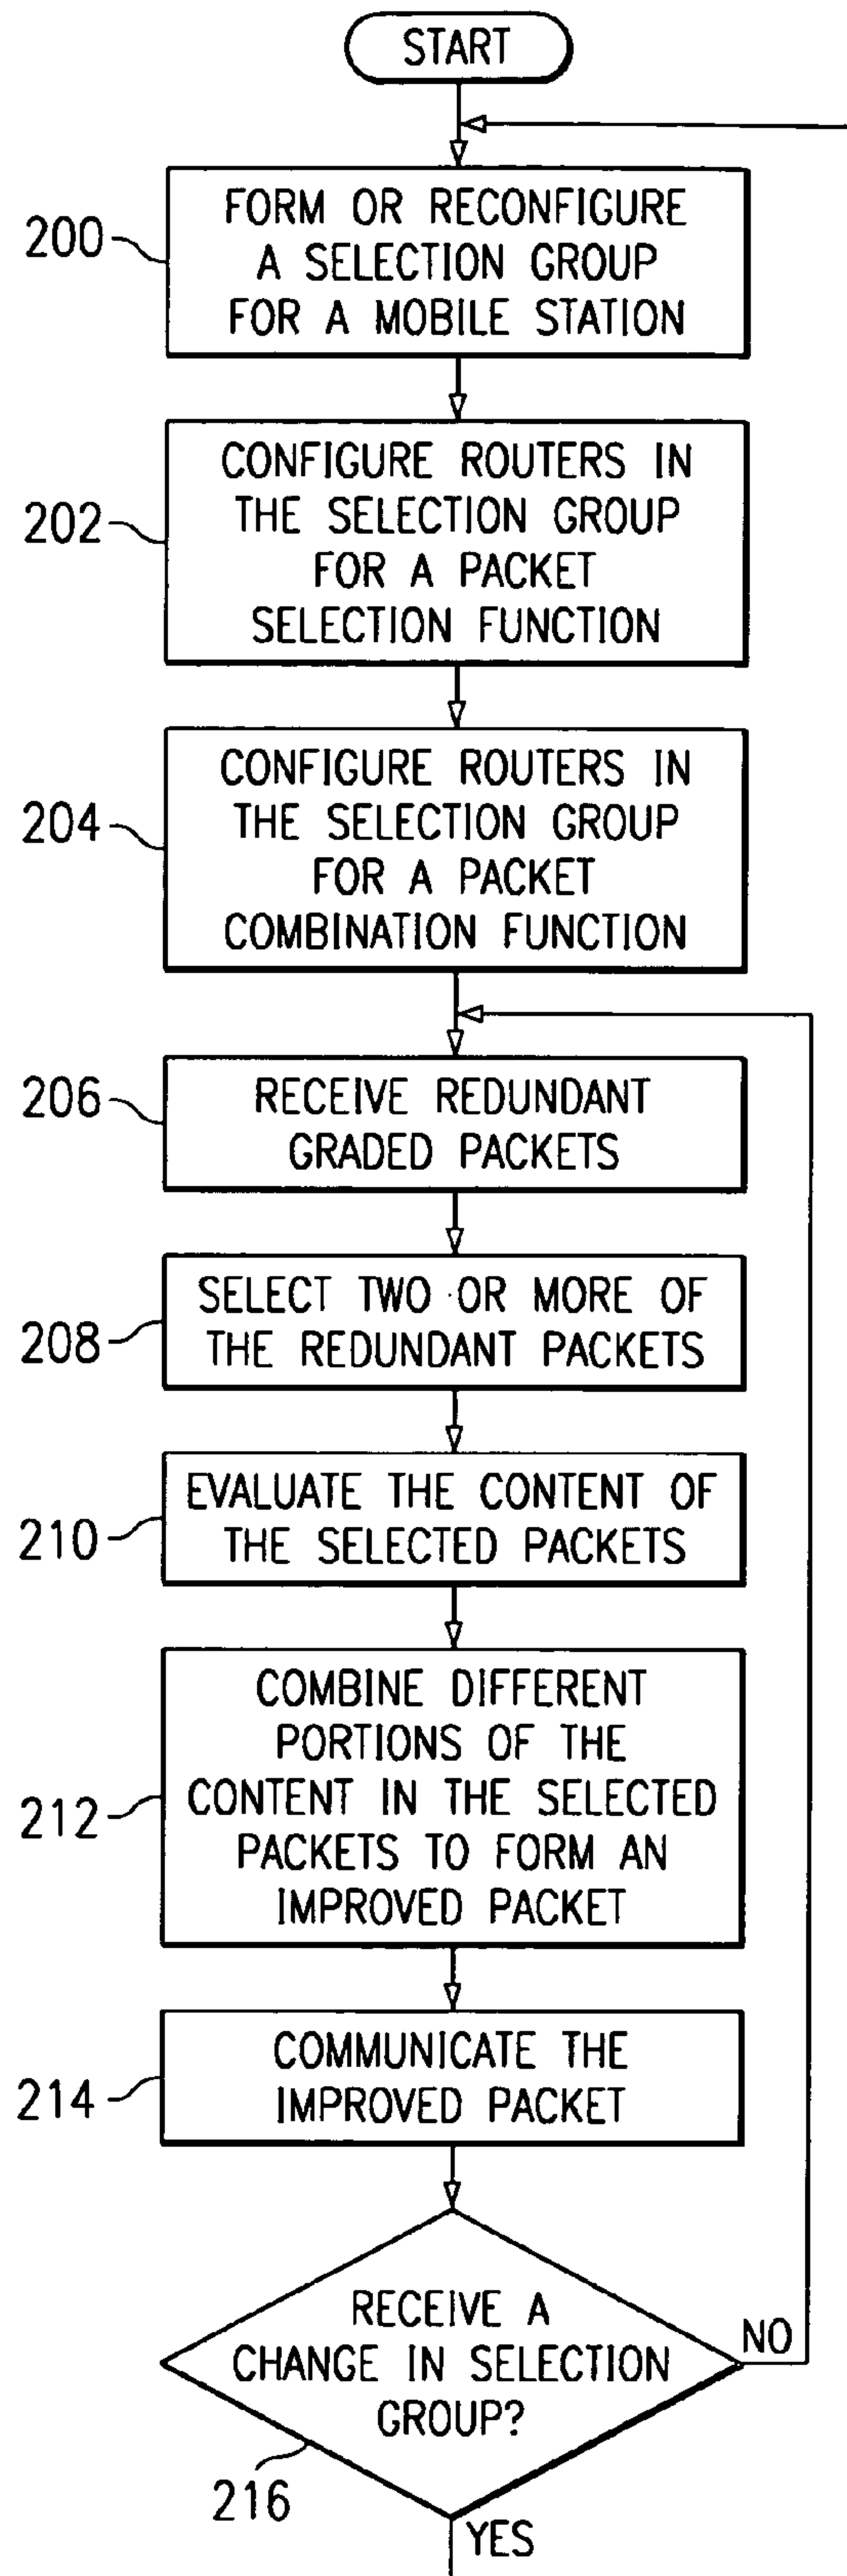 START
200
FORM OR RECONFIGURE
A SELECTION GROUP
FOR A MOBILE STATION
202
CONFIGURE ROUTERS IN
THE SELECTION GROUP
FOR A PACKET
SELECTION FUNCTION
204
CONFIGURE ROUTERS IN
THE SELECTION GROUP
FOR A PACKET
COMBINATION FUNCTION
206
RECEIVE REDUNDANT
GRADED PACKETS
208
SELECT TWO OR MORE OF
THE REDUNDANT PACKETS
210
EVALUATE THE CONTENT OF
THE SELECTED PACKETS
212
COMBINE DIFFERENT
PORTIONS OF THE
CONTENT IN THE SELECTED
PACKETS TO FORM AN
IMPROVED PACKET
214
COMMUNICATE THE
IMPROVED PACKET
RECEIVE A
CHANGE IN SELECTION
GROUP?
NO
216
YES